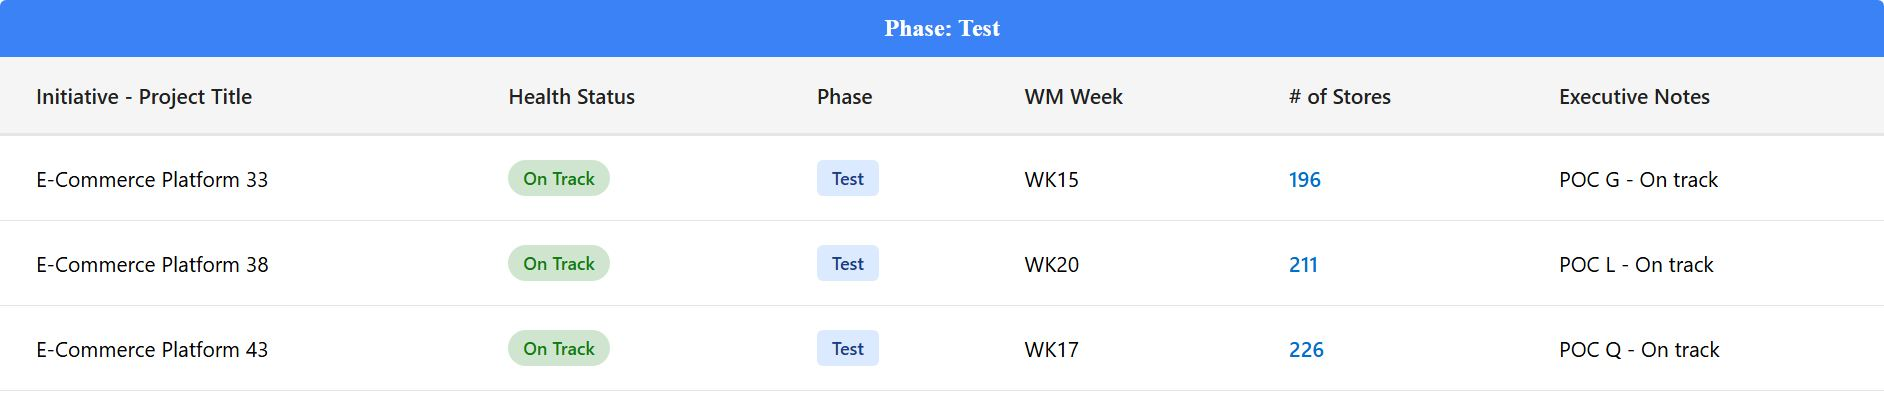 Phase: Test
Initiative - Project Title Health Status Phase WM Week # of Stores Executive Notes
E-Commerce Platform 33 On Track Test WK15 196 POC G - On track
E-Commerce Platform 38 On Track Test WK20 211 POC L - On track
E-Commerce Platform 43 On Track Test WK17 226 POC Q - On track